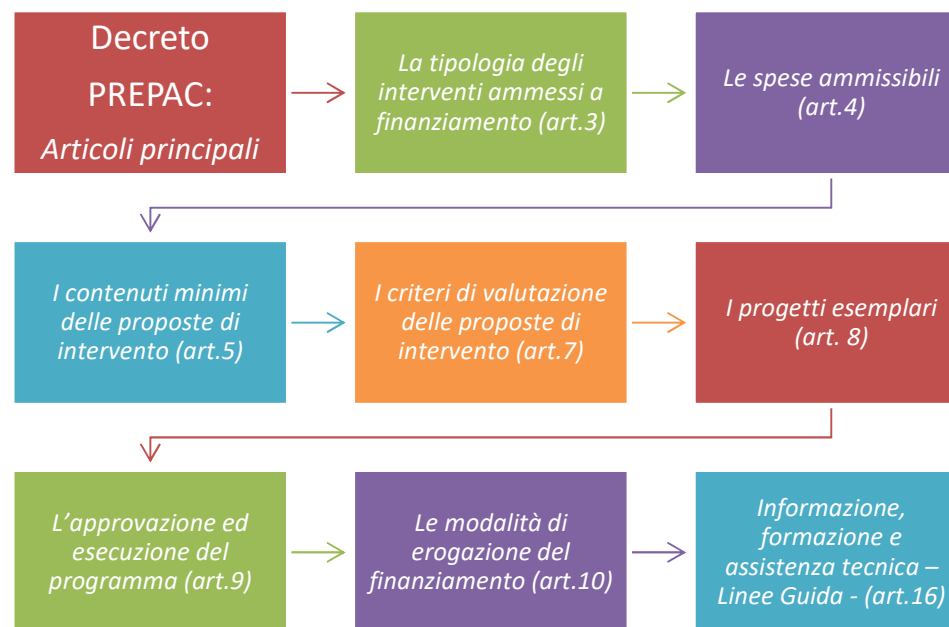 Decreto
PREPAC:
Articoli principali
La tipologia degli
interventi ammessi a
finanziamento (art.3)
Le spese ammissibili
(art.4)
I contenuti minimi
delle proposte di
intervento (art.5)
I criteri di valutazione
delle proposte di
intervento (art.7)
I progetti esemplari
(art. 8)
L'approvazione ed
esecuzione del
programma (art.9)
Le modalità di
erogazione del
finanziamento (art.10)
Informazione,
formazione e
assistenza tecnica –
Linee Guida - (art.16)